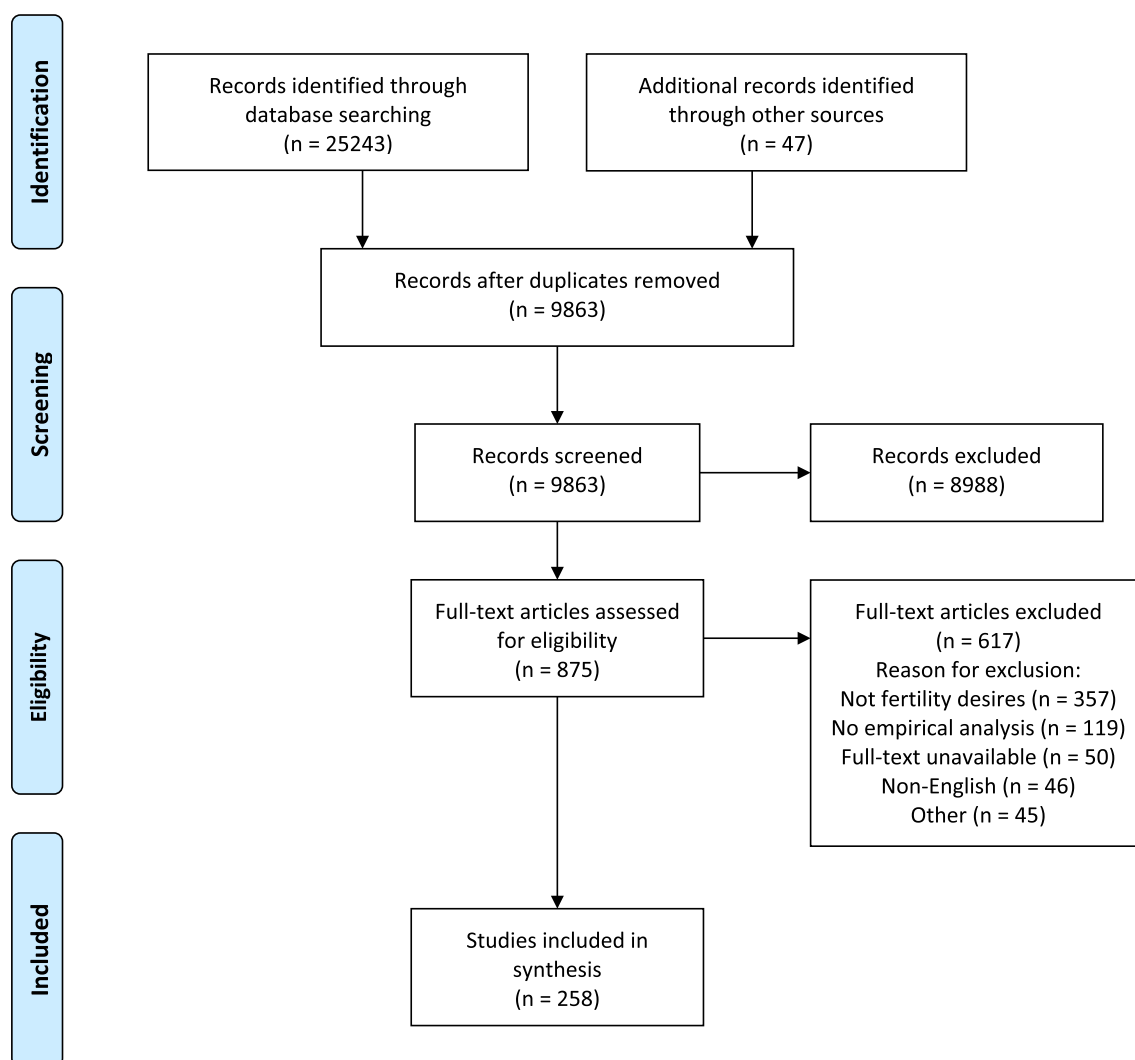 Identification
Records identified through
database searching
(n = 25243)
Additional records identified
through other sources
(n = 47)
Records after duplicates removed
(n = 9863)
Screening
Records screened
(n = 9863)
Records excluded
(n = 8988)
Eligibility
Full-text articles assessed
for eligibility
(n = 875)
Full-text articles excluded
(n = 617)
Reason for exclusion:
Not fertility desires (n = 357)
No empirical analysis (n = 119)
Full-text unavailable (n = 50)
Non-English (n = 46)
Other (n = 45)
Included
Studies included in
synthesis
(n = 258)